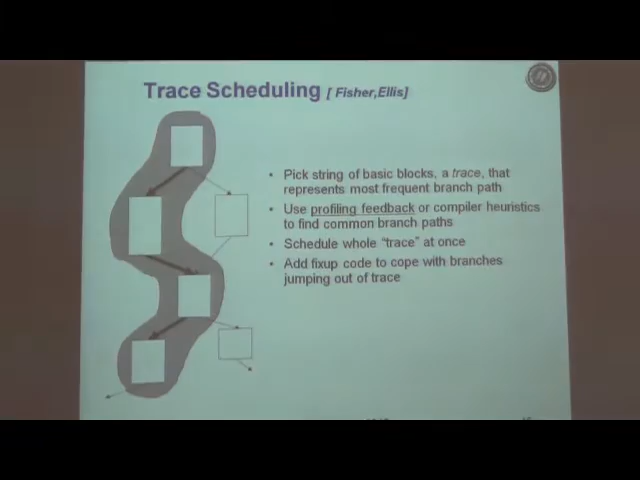 Trace Scheduling [ Fisher,Ellis]
• Pick string of basic blocks, a trace, that
represents most frequent branch path
• Use profiling feedback or compiler heuristics
to find common branch paths
• Schedule whole “trace” at once
• Add fixup code to cope with branches
jumping out of trace